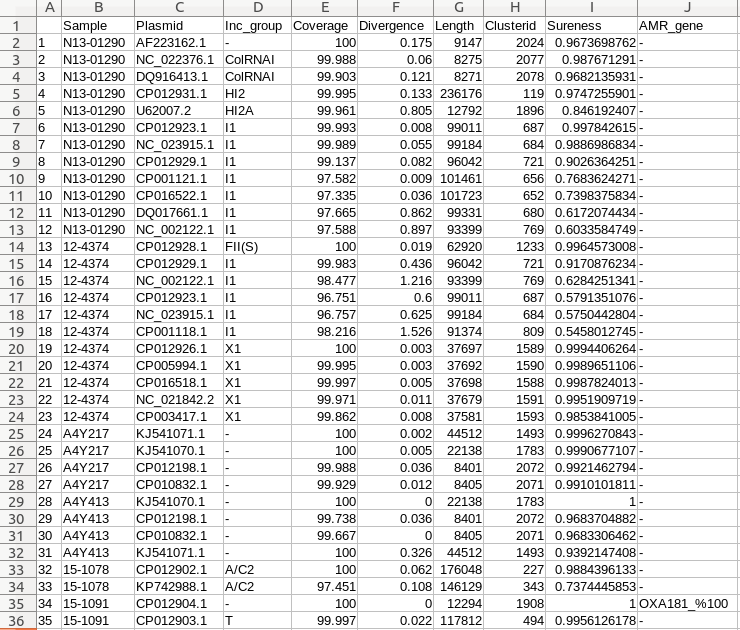 A B C D E F G H I J
1 Sample Plasmid Inc_group Coverage Divergence Length Clusterid Sureness AMR_gene
2 1 N13-01290 AF223162.1 - 100 0.175 9147 2024 0.9673698762 -
3 2 N13-01290 NC_022376.1 ColRNAI 99.988 0.06 8275 2077 0.987671291 -
4 3 N13-01290 DQ916413.1 ColRNAI 99.903 0.121 8271 2078 0.9682135931 -
5 4 N13-01290 CP012931.1 HI2 99.995 0.133 236176 119 0.9747255901 -
6 5 N13-01290 U62007.2 HI2A 99.961 0.805 12792 1896 0.846192407 -
7 6 N13-01290 CP012923.1 I1 99.993 0.008 99011 687 0.997842615 -
8 7 N13-01290 NC_023915.1 I1 99.989 0.055 99184 684 0.9886986834 -
9 8 N13-01290 CP012929.1 I1 99.137 0.082 96042 721 0.9026364251 -
10 9 N13-01290 CP001121.1 I1 97.582 0.009 101461 656 0.7683624271 -
11 10 N13-01290 CP016522.1 I1 97.335 0.036 101723 652 0.7398375834 -
12 11 N13-01290 DQ017661.1 I1 97.665 0.862 99331 680 0.6172074434 -
13 12 N13-01290 NC_002122.1 I1 97.588 0.897 93399 769 0.6033584749 -
14 13 12-4374 CP012928.1 FII(S) 100 0.019 62920 1233 0.9964573008 -
15 14 12-4374 CP012929.1 I1 99.983 0.436 96042 721 0.9170876234 -
16 15 12-4374 NC_002122.1 I1 98.477 1.216 93399 769 0.6284251341 -
17 16 12-4374 CP012923.1 I1 96.751 0.6 99011 687 0.5791351076 -
18 17 12-4374 NC_023915.1 I1 96.757 0.625 99184 684 0.5750442804 -
19 18 12-4374 CP001118.1 I1 98.216 1.526 91374 809 0.5458012745 -
20 19 12-4374 CP012926.1 X1 100 0.003 37697 1589 0.9994406264 -
21 20 12-4374 CP005994.1 X1 99.995 0.003 37692 1590 0.9989651106 -
22 21 12-4374 CP016518.1 X1 99.997 0.005 37698 1588 0.9987824013 -
23 22 12-4374 NC_021842.2 X1 99.971 0.011 37679 1591 0.9951909719 -
24 23 12-4374 CP003417.1 X1 99.862 0.008 37581 1593 0.9853841005 -
25 24 A4Y217 KJ541071.1 - 100 0.002 44512 1493 0.9996270843 -
26 25 A4Y217 KJ541070.1 - 100 0.005 22138 1783 0.9990677107 -
27 26 A4Y217 CP012198.1 - 99.988 0.036 8401 2072 0.9921462794 -
28 27 A4Y217 CP010832.1 - 99.929 0.012 8405 2071 0.9910101811 -
29 28 A4Y413 KJ541070.1 - 100 0 22138 1783 1 -
30 29 A4Y413 CP012198.1 - 99.738 0.036 8401 2072 0.9683704882 -
31 30 A4Y413 CP010832.1 - 99.667 0 8405 2071 0.9683306462 -
32 31 A4Y413 KJ541071.1 - 100 0.326 44512 1493 0.9392147408 -
33 32 15-1078 CP012902.1 A/C2 100 0.062 176048 227 0.9884396133 -
34 33 15-1078 KP742988.1 A/C2 97.451 0.108 146129 343 0.7374445853 -
35 34 15-1091 CP012904.1 - 100 0 12294 1908 1 OXA181_%100
36 35 15-1091 CP012903.1 T 99.997 0.022 117812 494 0.9956126178 -